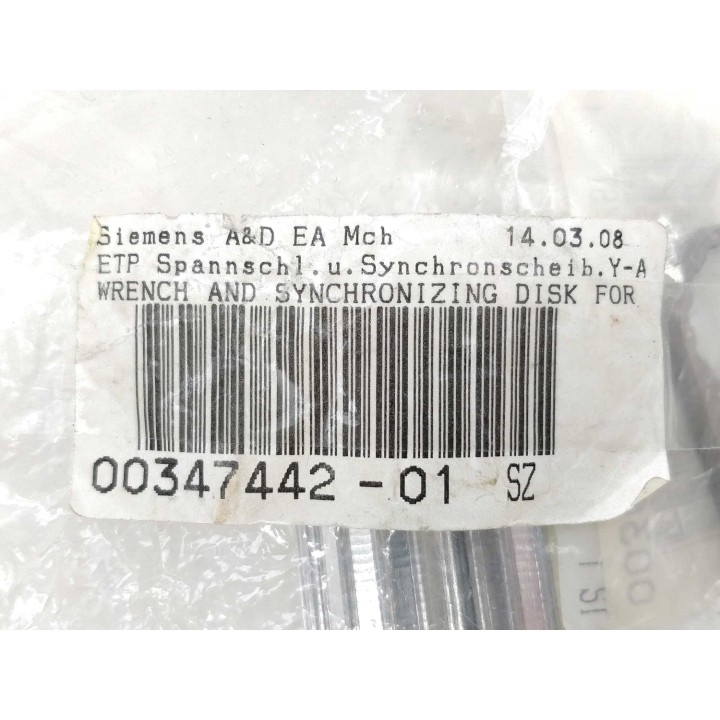 Siemens A&D EA Mch 14.03.08
ETP Spannschl.u.Synchronscheib.Y-A
WRENCH AND SYNCHRONIZING DISK FOR
00347442-01 SZ